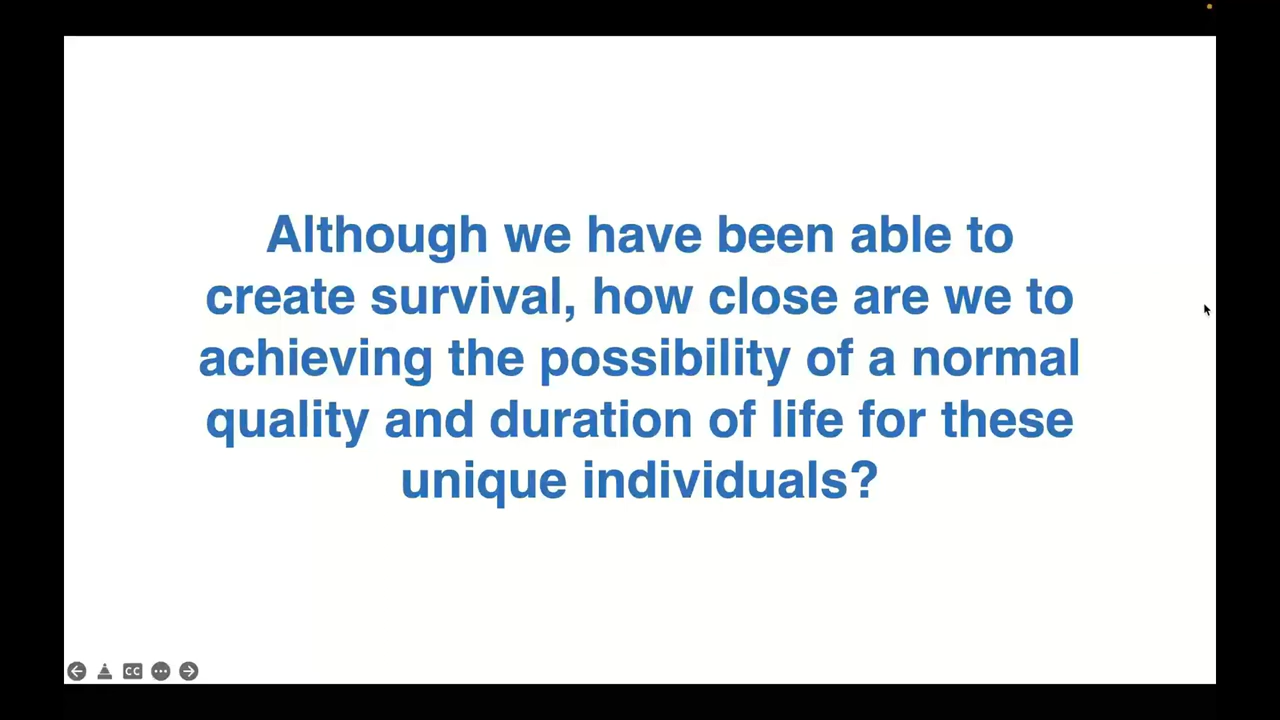 Although we have been able to
create survival, how close are we to
achieving the possibility of a normal
quality and duration of life for these
unique individuals?
CC